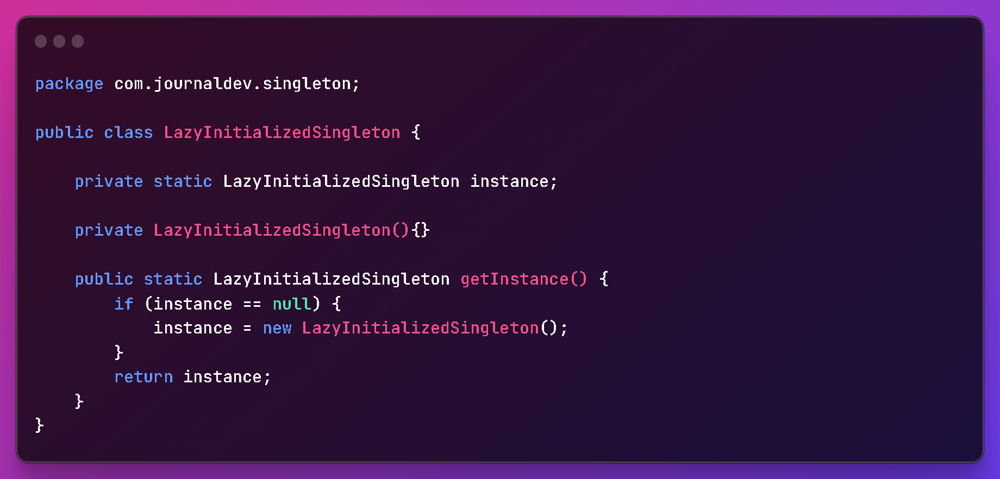 package com.journaldev.singleton;
public class LazyInitializedSingleton {
    private static LazyInitializedSingleton instance;
    private LazyInitializedSingleton(){}
    public static LazyInitializedSingleton getInstance() {
        if (instance == null) {
            instance = new LazyInitializedSingleton();
        }
        return instance;
    }
}